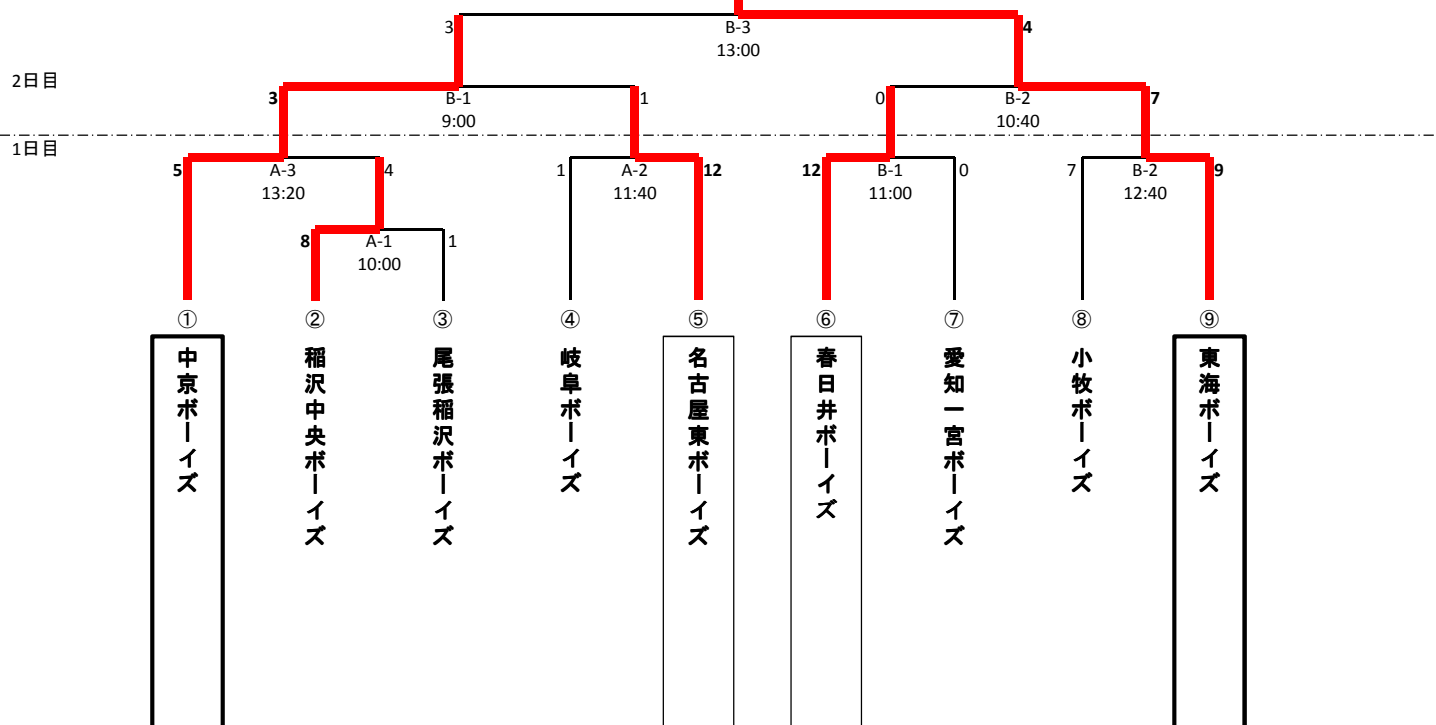 3
B-3
4
13:00
2日目
3
B-1
1
0
B-2
7
9:00
10:40
1日目
5
A-3
4
1
A-2
12
12
B-1
0
7
B-2
9
13:20
11:40
11:00
12:40
8
A-1
1
10:00
①
②
③
④
⑤
⑥
⑦
⑧
⑨
中京ボーイズ
稲沢中央ボーイズ
尾張稲沢ボーイズ
岐阜ボーイズ
名古屋東ボーイズ
春日井ボーイズ
愛知一宮ボーイズ
小牧ボーイズ
東海ボーイズ